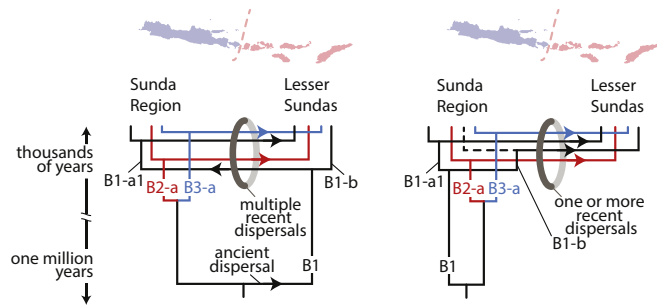 Sunda
Region
Lesser
Sundas
thousands
of years
B1-a1
B2-a
B3-a
B1-b
multiple
recent
dispersals
ancient
dispersal
B1
one million
years
Sunda
Region
Lesser
Sundas
B1-a1
B2-a
B3-a
one or more
recent
dispersals
B1-b
B1